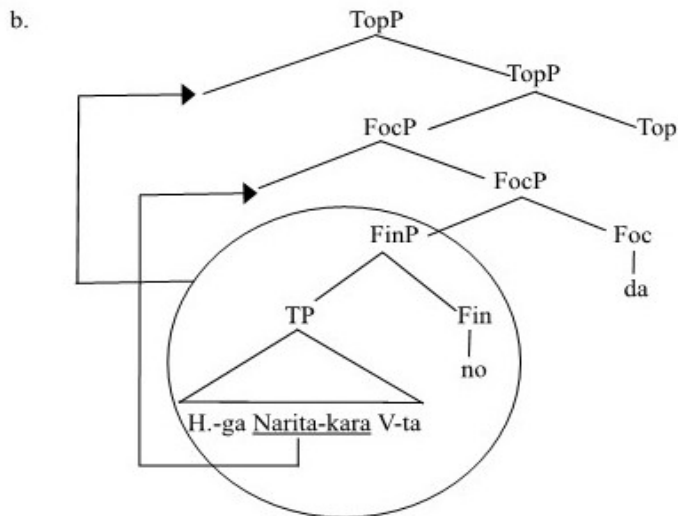 b.
TopP
TopP
FocP
Top
FocP
FinP
Foc
da
TP
Fin
no
H.-ga Narita-kara V-ta